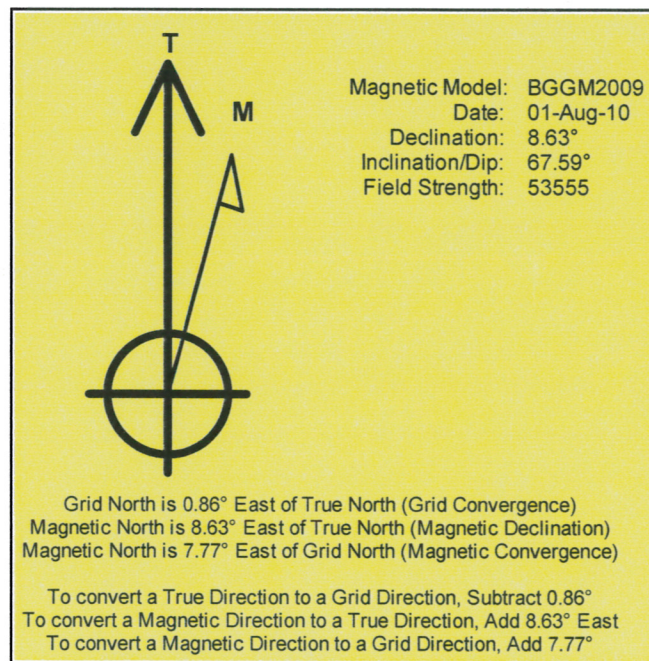 T
M
Magnetic Model: BGGM2009
Date: 01-Aug-10
Declination: 8.63°
Inclination/Dip: 67.59°
Field Strength: 53555
Grid North is 0.86° East of True North (Grid Convergence)
Magnetic North is 8.63° East of True North (Magnetic Declination)
Magnetic North is 7.77° East of Grid North (Magnetic Convergence)
To convert a True Direction to a Grid Direction, Subtract 0.86°
To convert a Magnetic Direction to a True Direction, Add 8.63° East
To convert a Magnetic Direction to a Grid Direction, Add 7.77°